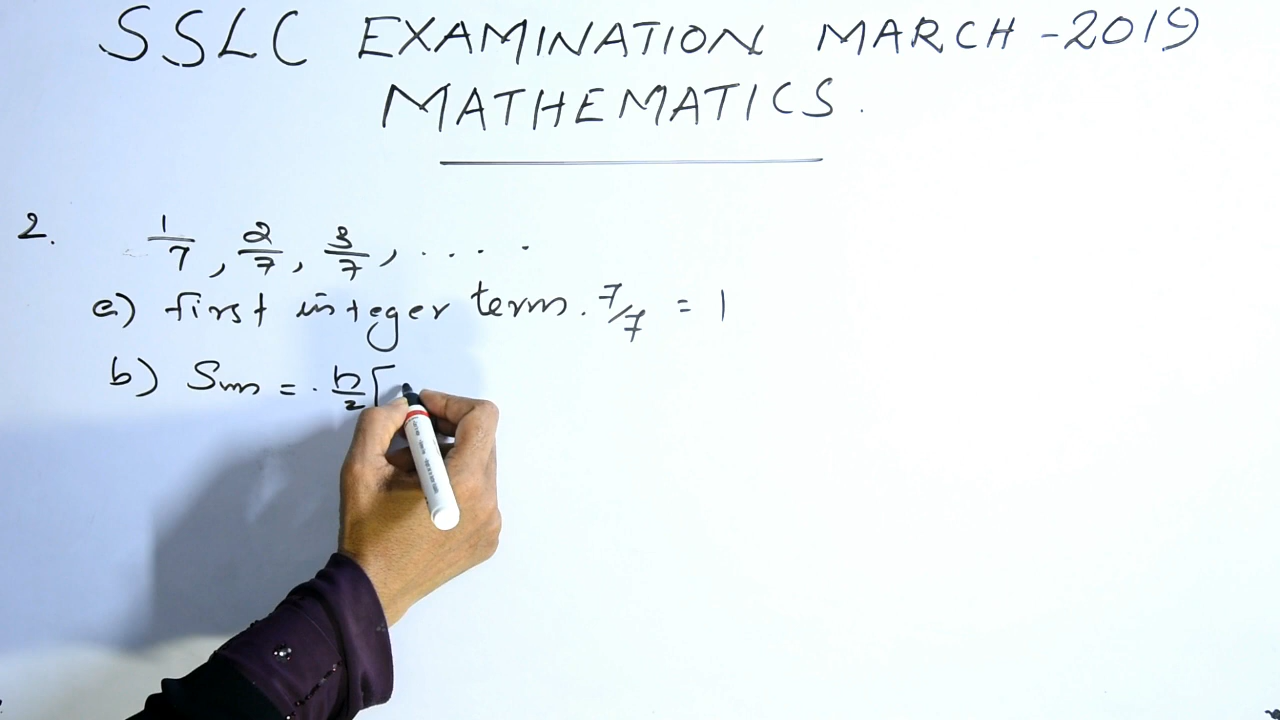 SSLC EXAMINATION MARCH - 2019
MATHEMATICS.
2. 1/7, 2/7, 3/7, .....
a) first integer term. 7/7 = 1
b) Sum = n/2 [